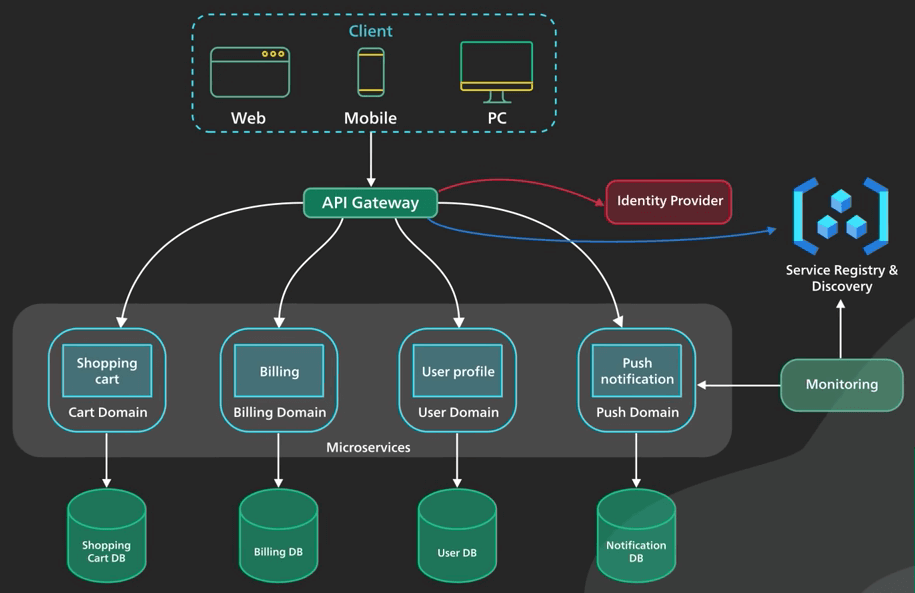 Client
Web
Mobile
PC
API Gateway
Identity Provider
Service Registry &
Discovery
Shopping
cart
Cart Domain
Billing
Billing Domain
User profile
User Domain
Push
notification
Push Domain
Monitoring
Microservices
Shopping
Cart DB
Billing DB
User DB
Notification
DB